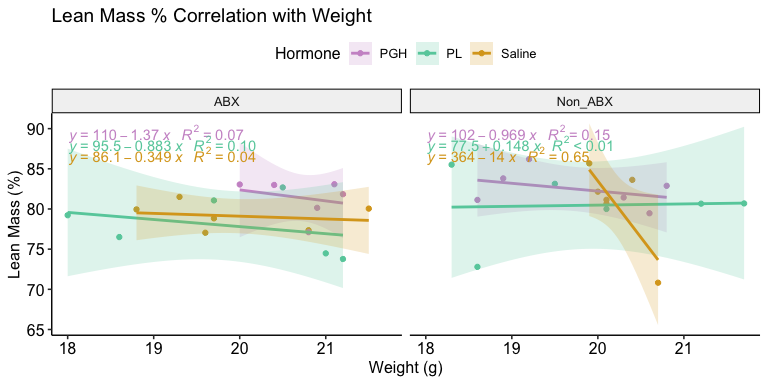 Lean Mass % Correlation with Weight
Hormone PGH PL Saline
ABX Non_ABX
y = 110 – 1.37 x R² = 0.07
y = 95.5 – 0.883 x R² = 0.10
y = 86.1 – 0.349 x R² = 0.04
y = 102 – 0.969 x R² = 0.15
y = 77.5 + 0.148 x, R² < 0.01
y = 364 – 14 x R² = 0.65
Lean Mass (%)
90
85
80
75
70
65
18 19 20 21 18 19 20 21
Weight (g)